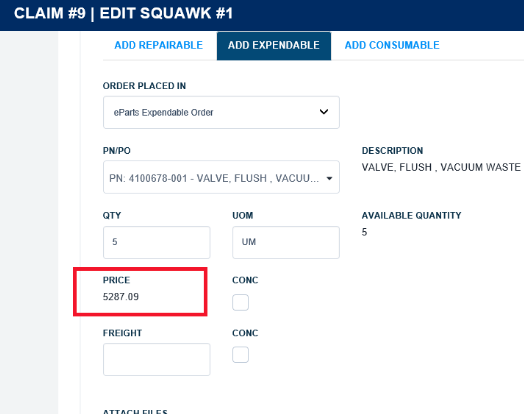 CLAIM #9 | EDIT SQUAWK #1
ADD REPAIRABLE ADD EXPENDABLE ADD CONSUMABLE
ORDER PLACED IN
eParts Expendable Order
PN/PO DESCRIPTION
PN: 4100678-001 - VALVE, FLUSH , VACUU... VALVE, FLUSH , VACUUM WASTE
QTY UOM AVAILABLE QUANTITY
5 UM 5
PRICE CONC
5287.09
FREIGHT CONC
ATTACH FILES